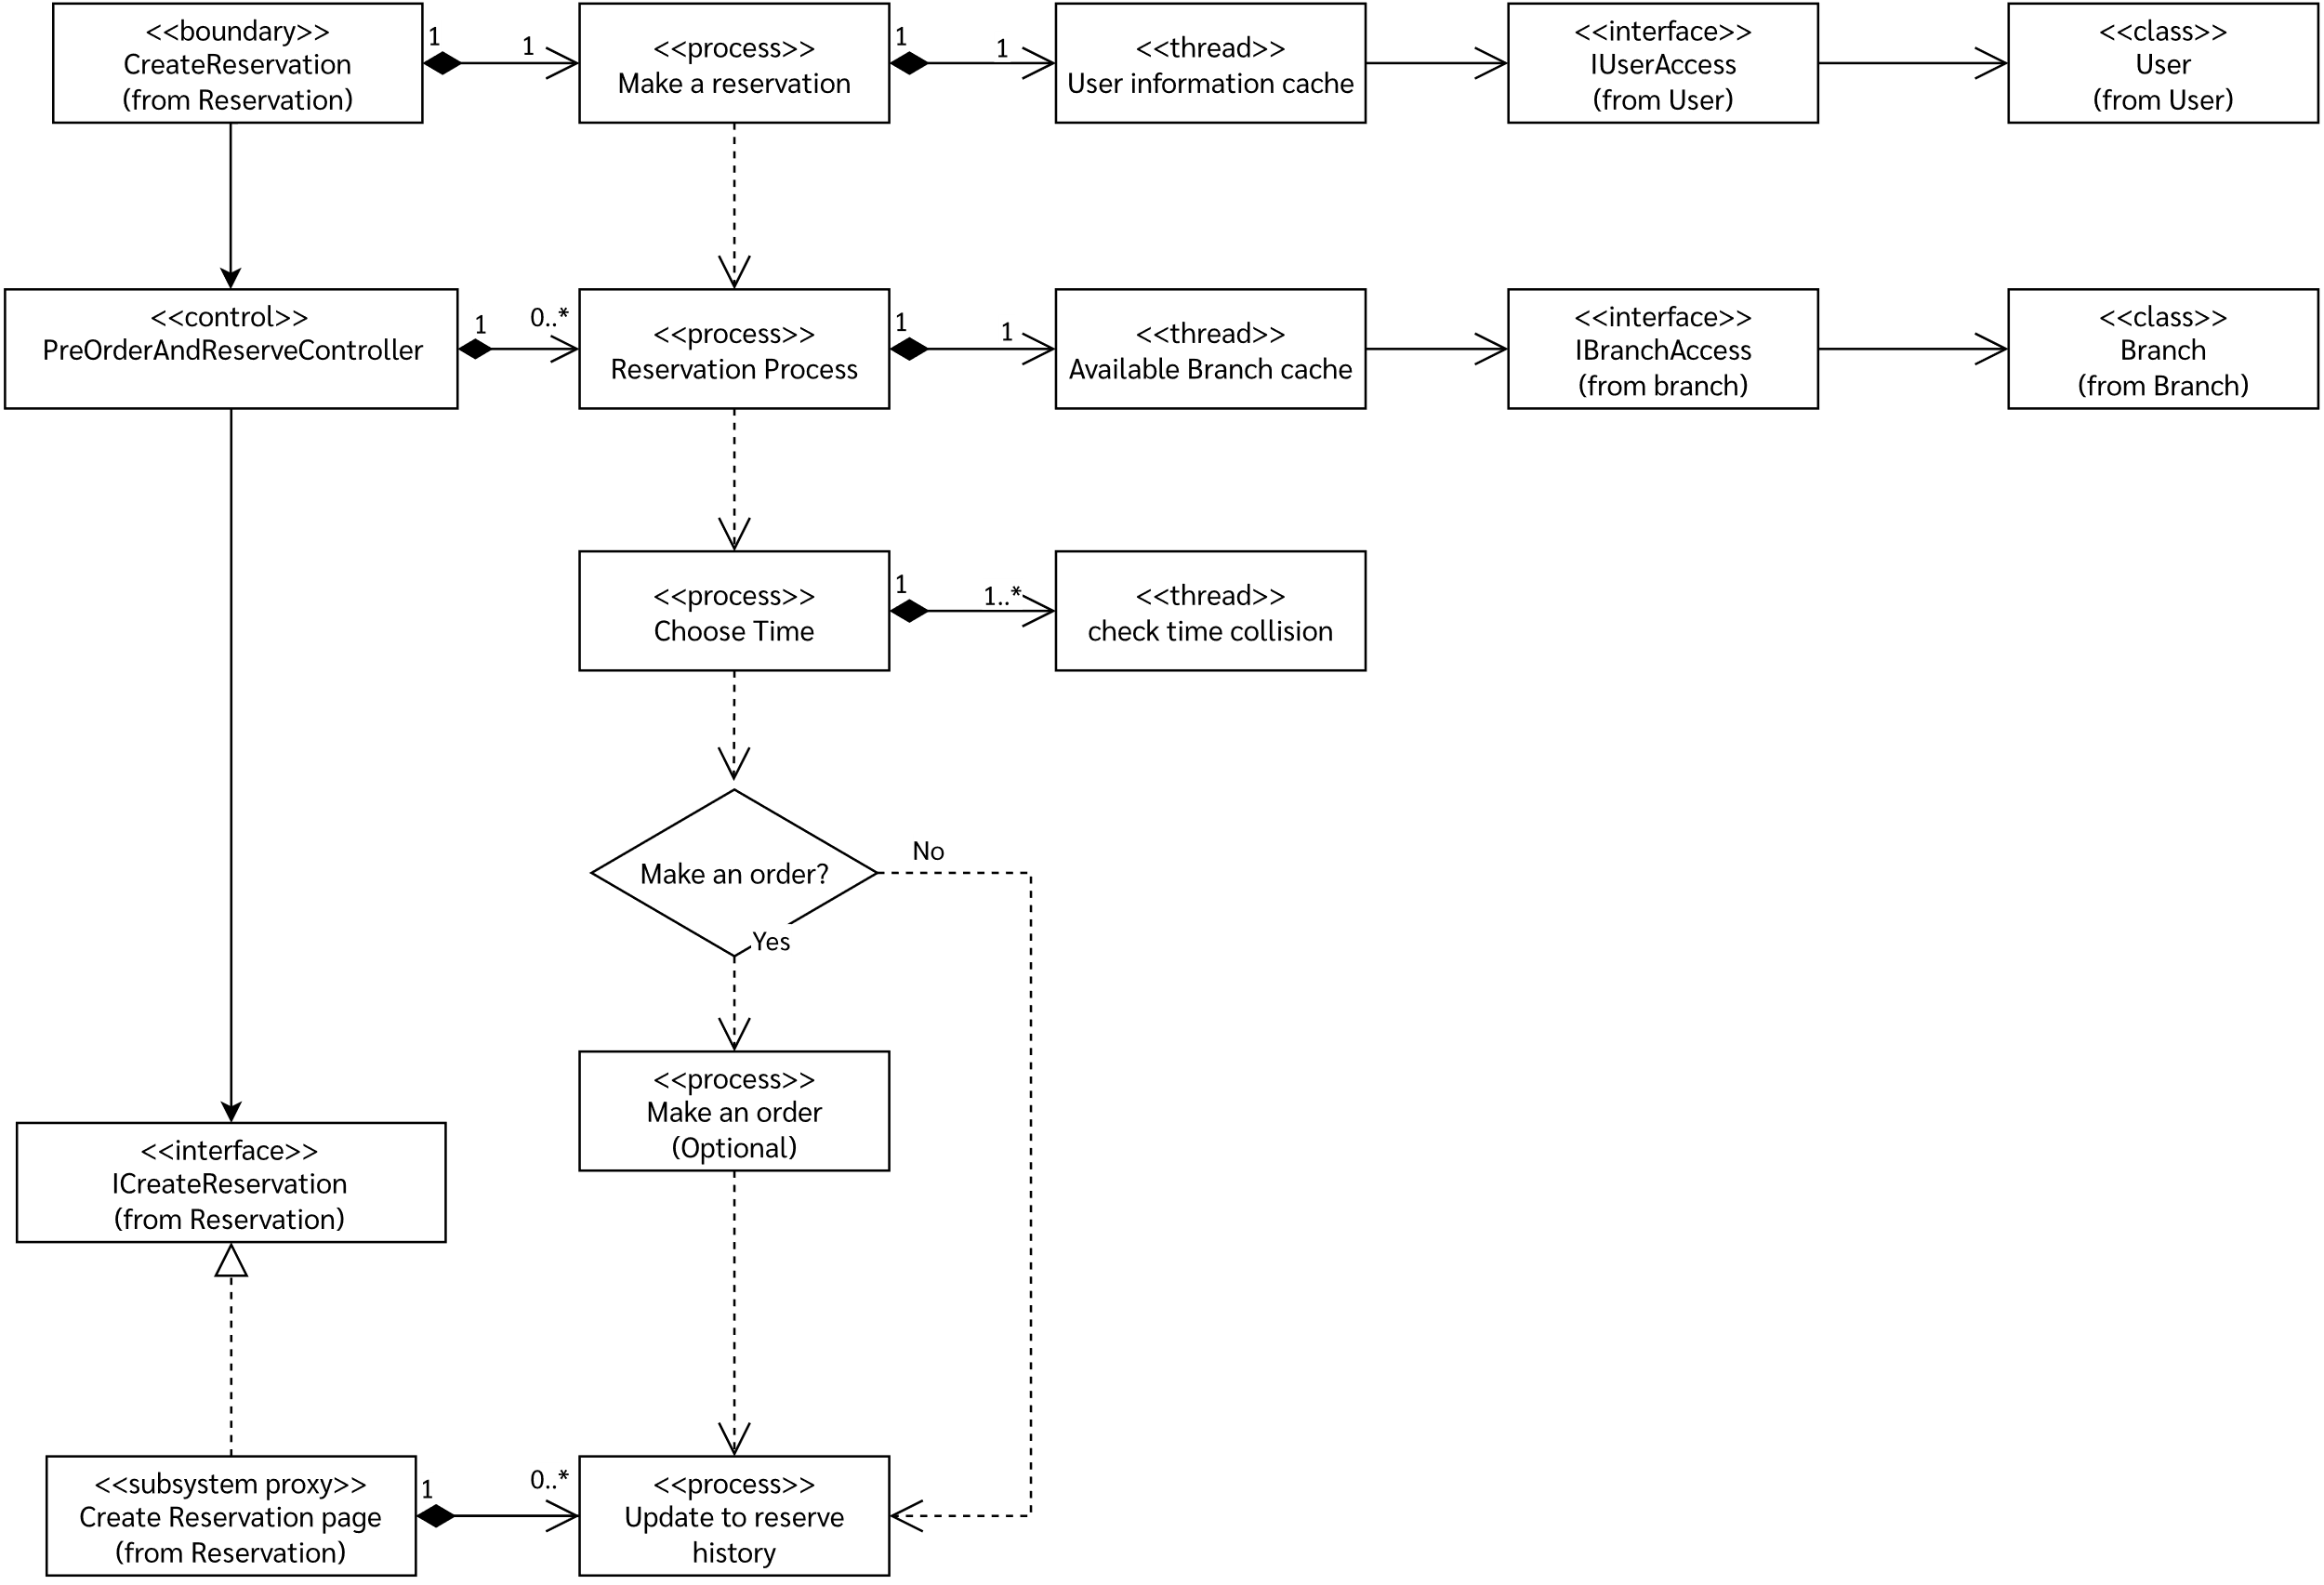 <<boundary>>
CreateReservation
(from Reservation)
1
1
<<process>>
Make a reservation
1
1
<<thread>>
User information cache
<<interface>>
IUserAccess
(from User)
<<class>>
User
(from User)
<<control>>
PreOrderAndReserveController
1
0..*
<<process>>
Reservation Process
1
1
<<thread>>
Available Branch cache
<<interface>>
IBranchAccess
(from branch)
<<class>>
Branch
(from Branch)
<<process>>
Choose Time
1
1..*
<<thread>>
check time collision
Make an order?
No
Yes
<<process>>
Make an order
(Optional)
<<interface>>
ICreateReservation
(from Reservation)
<<subsystem proxy>>
Create Reservation page
(from Reservation)
1
0..*
<<process>>
Update to reserve
history